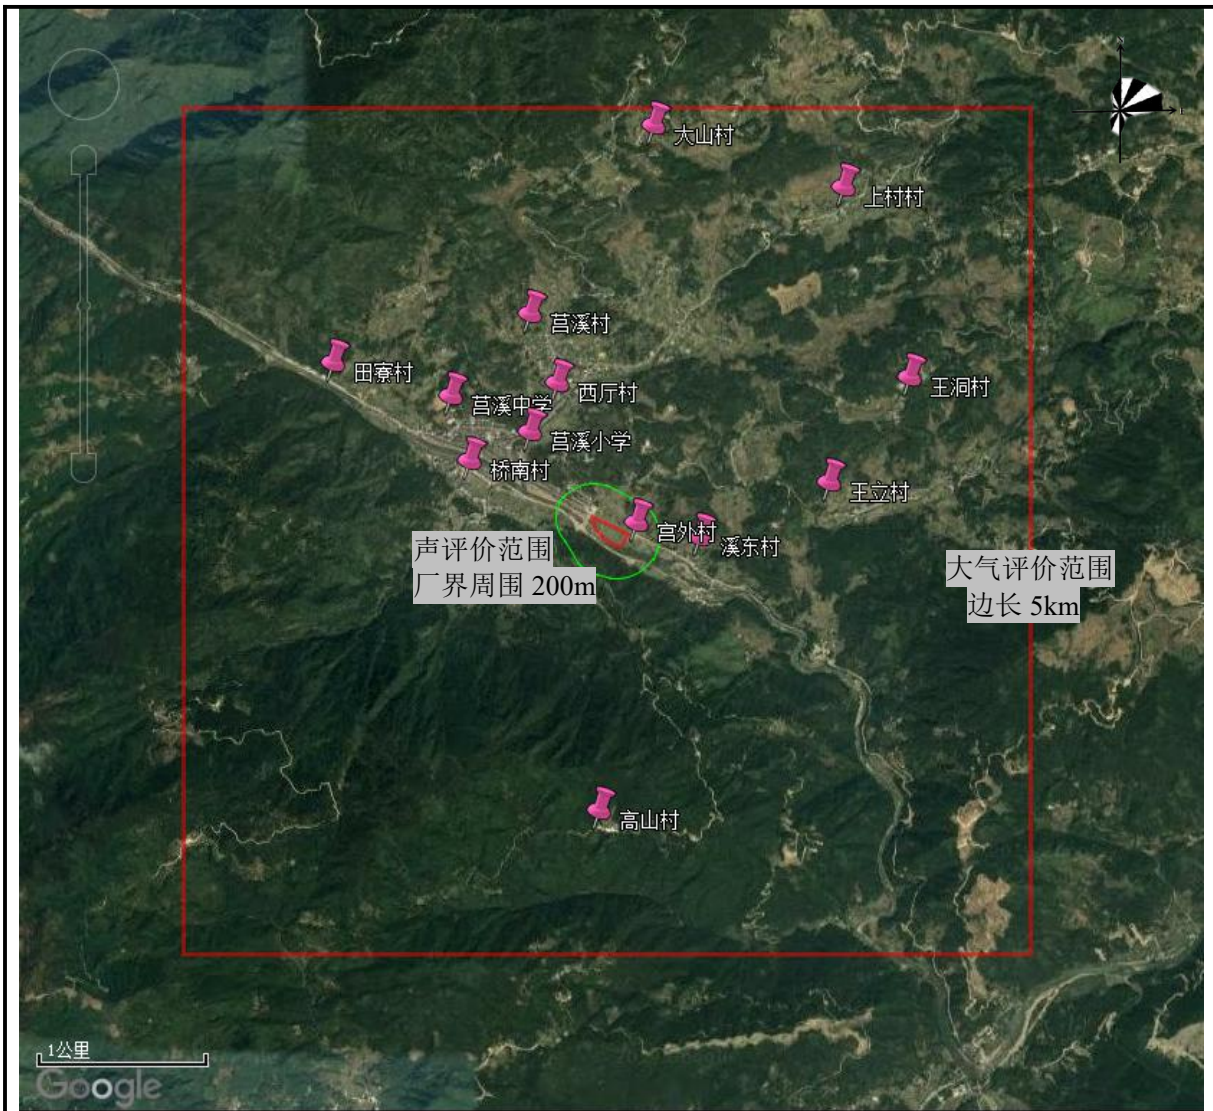 大山村
上村村
莒溪村
田寮村
西厅村
王洞村
莒溪中学
莒溪小学
桥南村
王立村
宫外村
溪东村
声评价范围
厂界周围 200m
大气评价范围
边长 5km
高山村
1公里
Google